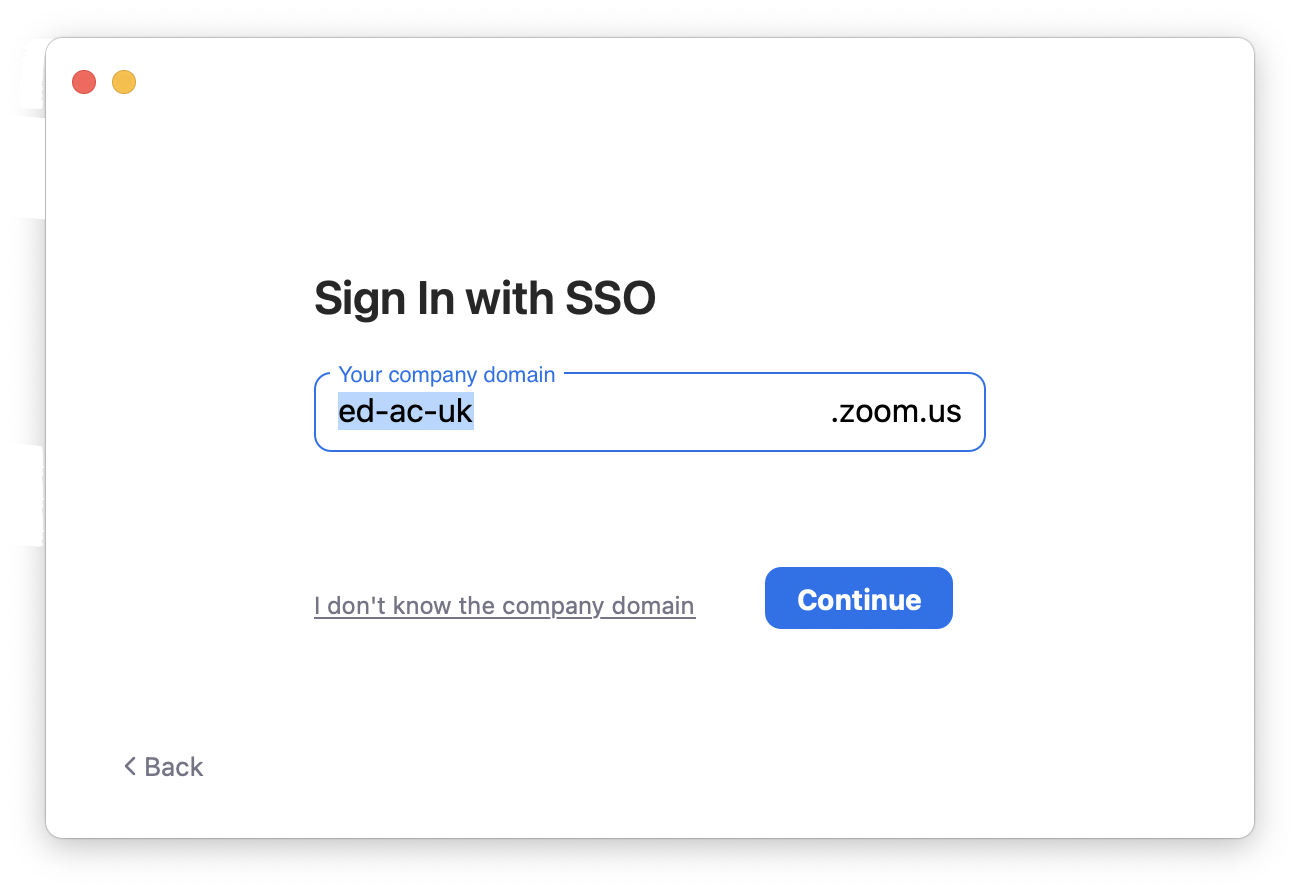 Sign In with SSO
Your company domain
ed-ac-uk .zoom.us
I don't know the company domain
Continue
Back